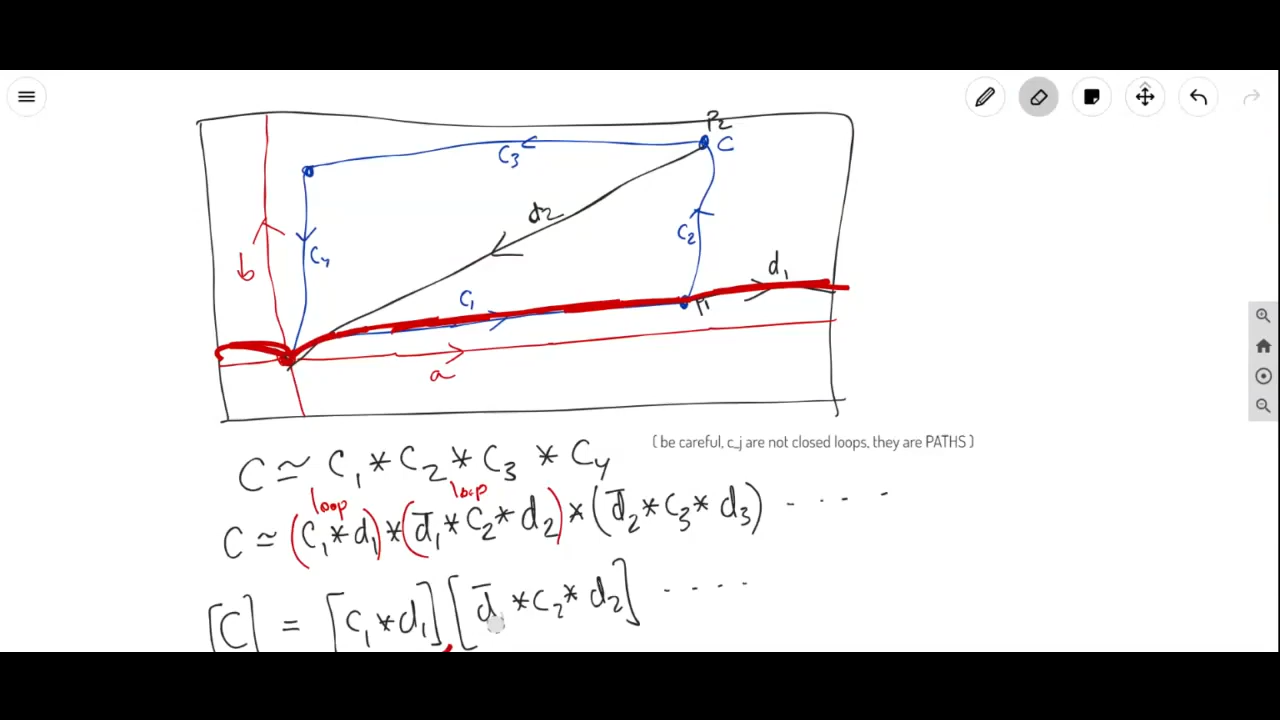 P₂
C
C₃
d₂
b
C₄
C₂
d₁
C₁
P₁
a
C ≃ C₁ * C₂ * C₃ * C₄
( be careful, c_j are not closed loops, they are PATHS )
loop loop
C ≃ (C₁ * d₁) * (d̄₁ * C₂ * d₂) * (d̄₂ * C₃ * d₃) . . . .
[C] = [C₁ * d₁] [d̄ * C₂ * d₂] . . . .